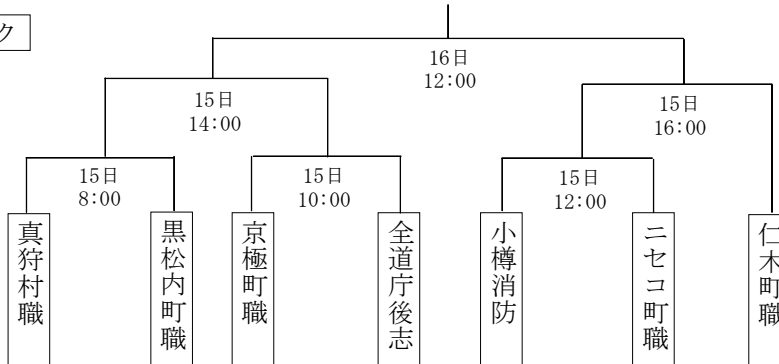 ク
16日
12:00
15日
14:00
15日
16:00
15日
8:00
15日
10:00
15日
12:00
真狩村職
黒松内町職
京極町職
全道庁後志
小樽消防
ニセコ町職
仁木町職